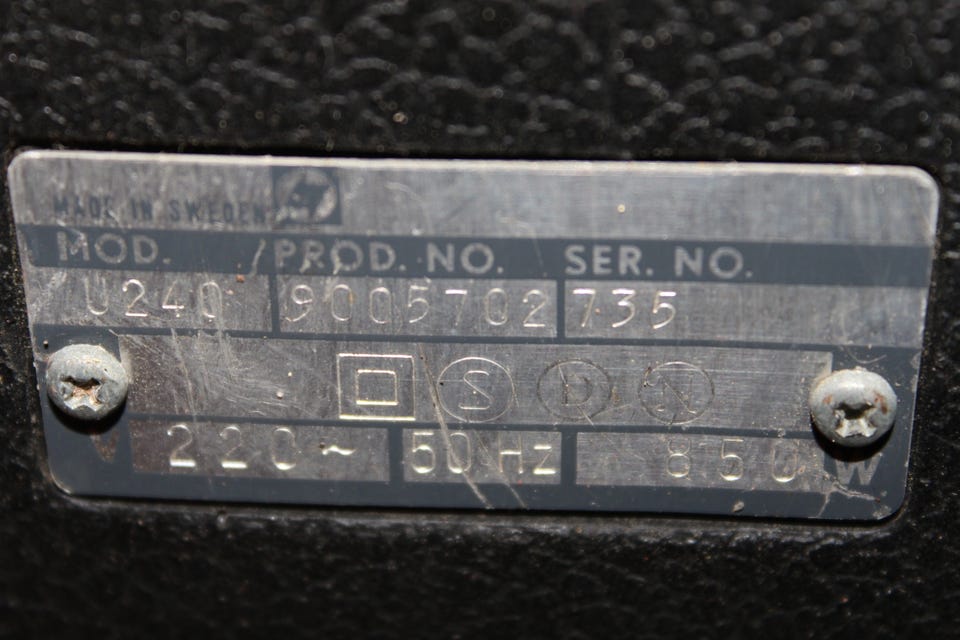 MADE IN SWEDEN
MOD. PROD. NO. SER. NO.
U240 9005702 735
S D N
V 220~ 50 Hz 850 W